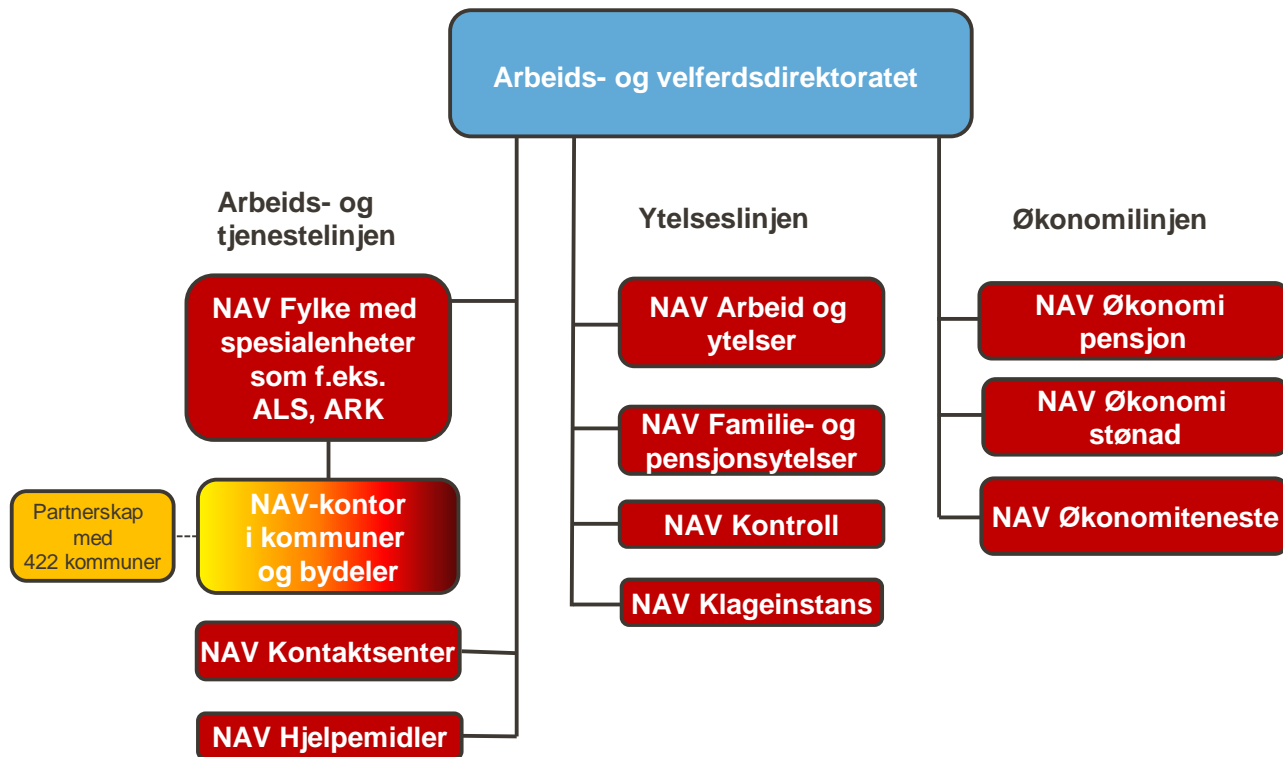 Arbeids- og velferdsdirektoratet
Arbeids- og
tjenestelinjen
NAV Fylke med
spesialenheter
som f.eks.
ALS, ARK
Partnerskap
med
422 kommuner
NAV-kontor
i kommuner
og bydeler
NAV Kontaktsenter
NAV Hjelpemidler
Ytelseslinjen
NAV Arbeid og
ytelser
NAV Familie- og
pensjonsytelser
NAV Kontroll
NAV Klageinstans
Økonomilinjen
NAV Økonomi
pensjon
NAV Økonomi
stønad
NAV Økonomiteneste